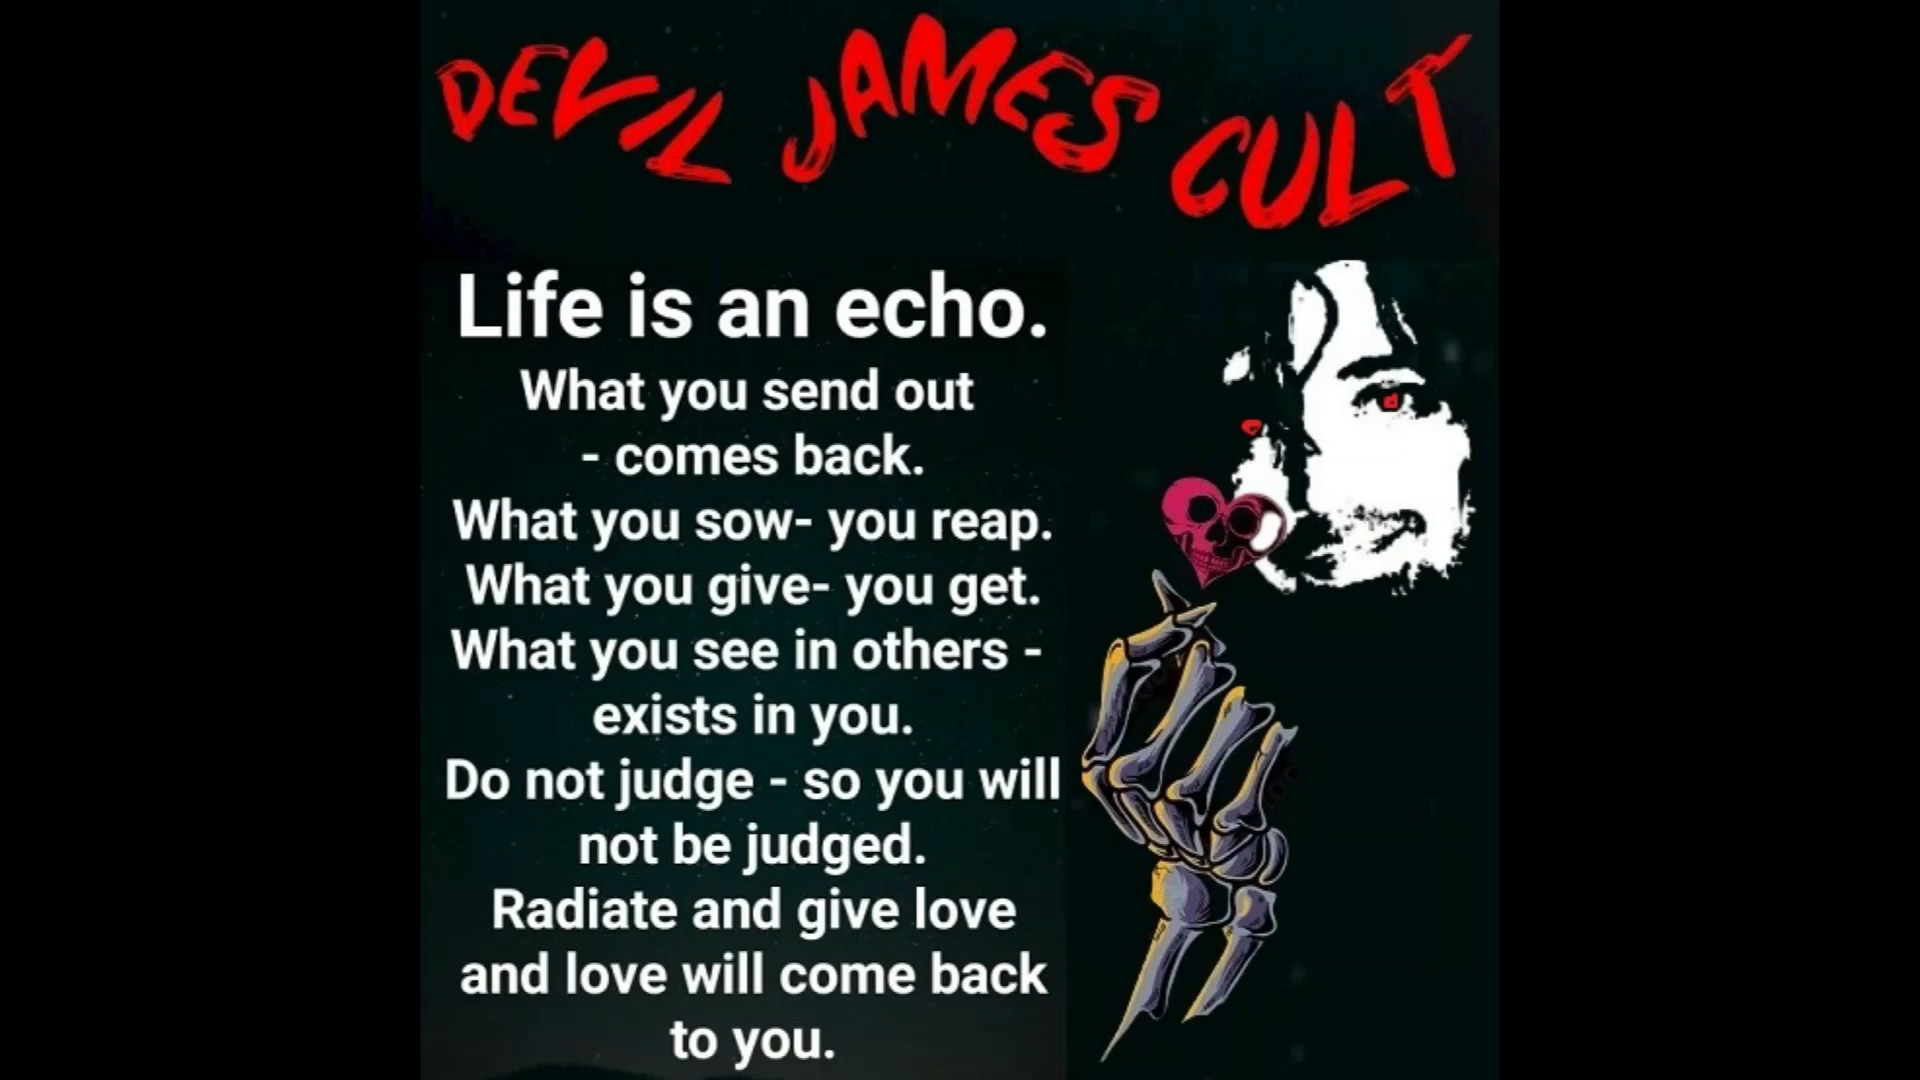 DEVIL JAMES CULT
Life is an echo.
What you send out
- comes back.
What you sow- you reap.
What you give- you get.
What you see in others -
exists in you.
Do not judge - so you will
not be judged.
Radiate and give love
and love will come back
to you.